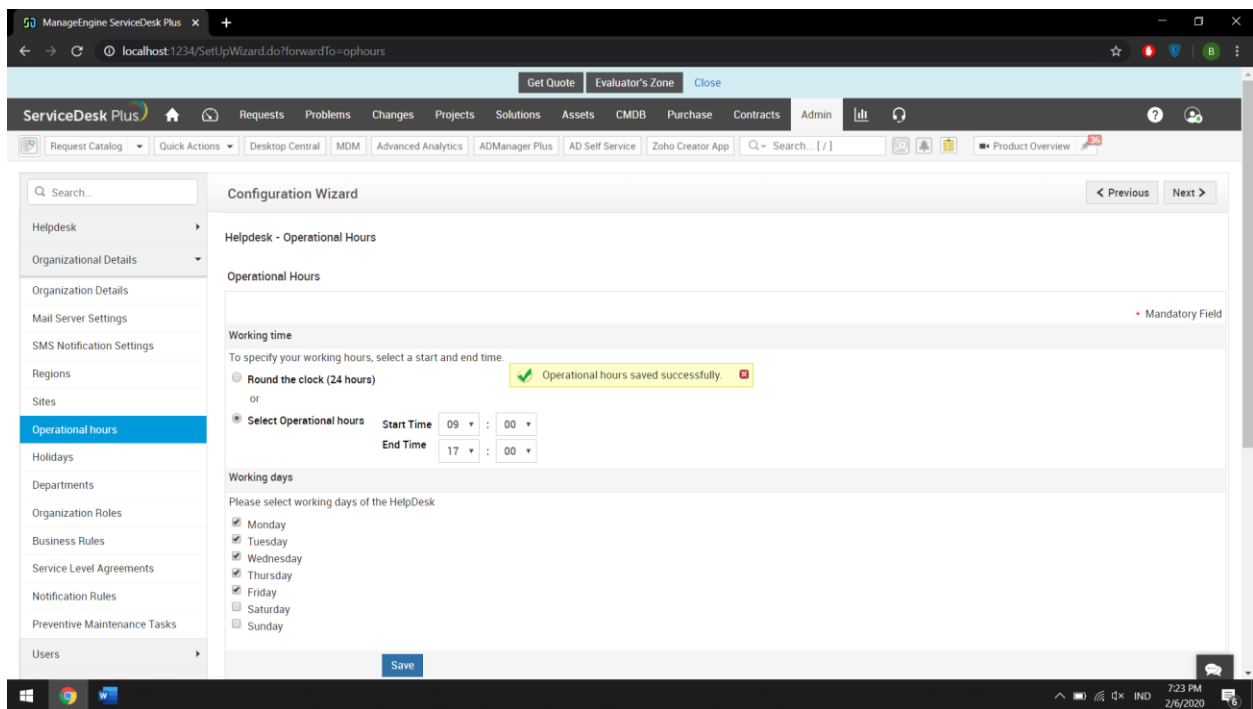 ManageEngine ServiceDesk Plus
localhost:1234/SetUpWizard.do?forwardTo=ophours
B
Get Quote Evaluator's Zone Close
ServiceDesk Plus Requests Problems Changes Projects Solutions Assets CMDB Purchase Contracts Admin
Request Catalog Quick Actions Desktop Central MDM Advanced Analytics ADManager Plus AD Self Service Zoho Creator App Search... [/] Product Overview 36
Search...
Configuration Wizard
Previous Next
Helpdesk
Organizational Details
Organization Details
Mail Server Settings
SMS Notification Settings
Regions
Sites
Operational hours
Holidays
Departments
Organization Roles
Business Rules
Service Level Agreements
Notification Rules
Preventive Maintenance Tasks
Users
Helpdesk - Operational Hours
Operational Hours
Mandatory Field
Working time
To specify your working hours, select a start and end time.
Operational hours saved successfully.
Round the clock (24 hours)
or
Select Operational hours Start Time 09 : 00
End Time 17 : 00
Working days
Please select working days of the HelpDesk
Monday
Tuesday
Wednesday
Thursday
Friday
Saturday
Sunday
Save
IND
7:23 PM
2/6/2020
6